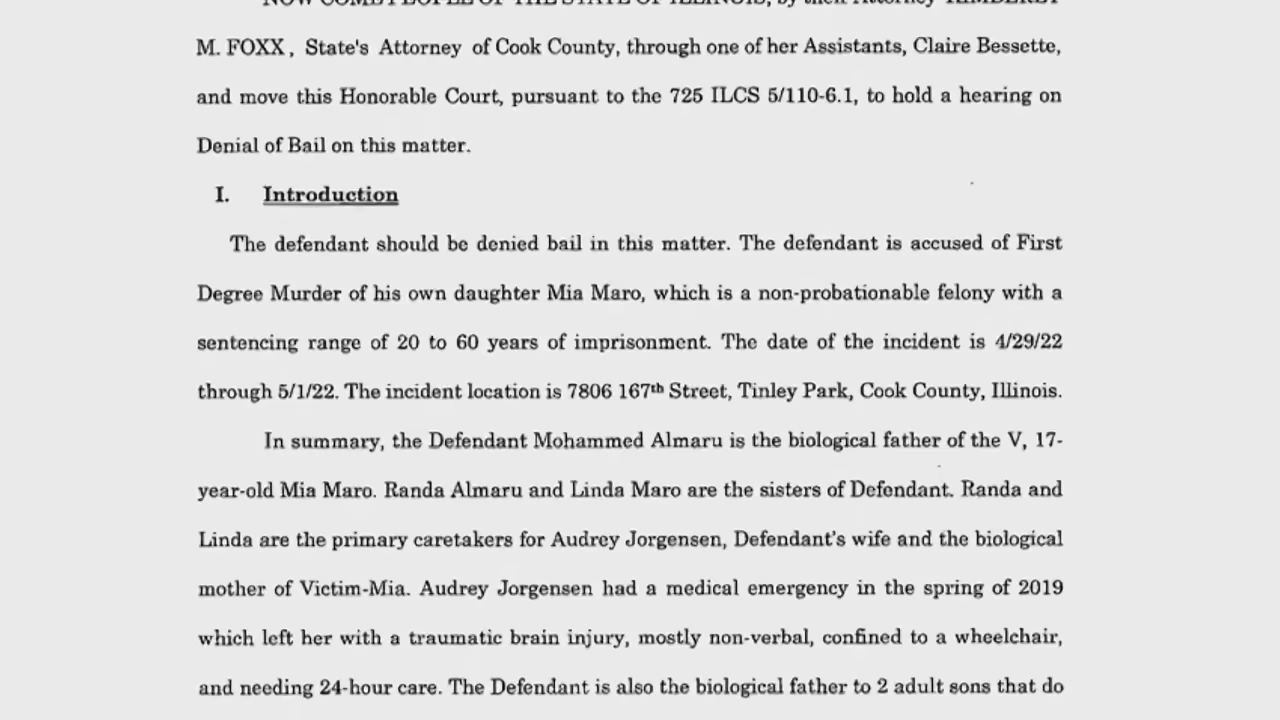 M. FOXX, State's Attorney of Cook County, through one of her Assistants, Claire Bessette,
and move this Honorable Court, pursuant to the 725 ILCS 5/110-6.1, to hold a hearing on
Denial of Bail on this matter.
I. Introduction
The defendant should be denied bail in this matter. The defendant is accused of First
Degree Murder of his own daughter Mia Maro, which is a non-probationable felony with a
sentencing range of 20 to 60 years of imprisonment. The date of the incident is 4/29/22
through 5/1/22. The incident location is 7806 167th Street, Tinley Park, Cook County, Illinois.
In summary, the Defendant Mohammed Almaru is the biological father of the V, 17-
year-old Mia Maro. Randa Almaru and Linda Maro are the sisters of Defendant. Randa and
Linda are the primary caretakers for Audrey Jorgensen, Defendant's wife and the biological
mother of Victim-Mia. Audrey Jorgensen had a medical emergency in the spring of 2019
which left her with a traumatic brain injury, mostly non-verbal, confined to a wheelchair,
and needing 24-hour care. The Defendant is also the biological father to 2 adult sons that do